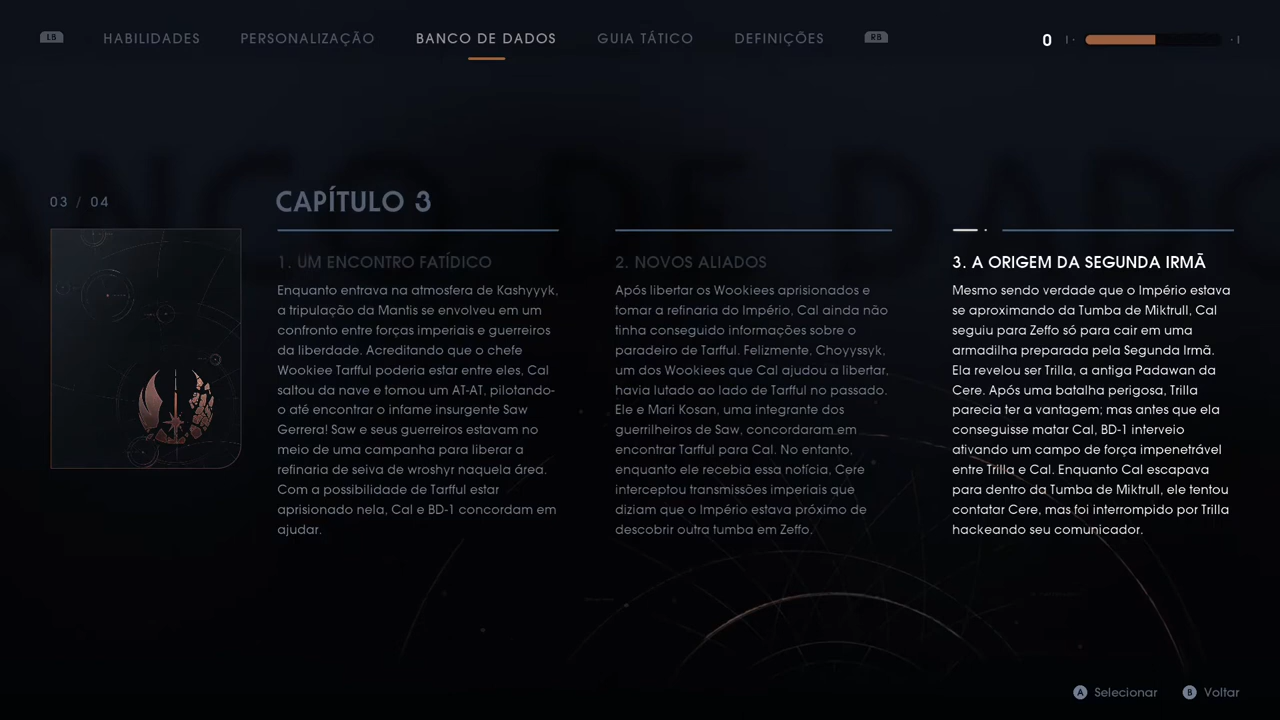 LB HABILIDADES PERSONALIZAÇÃO BANCO DE DADOS GUIA TÁTICO DEFINIÇÕES RB 0
BANCO DE DADOS
03 / 04
CAPÍTULO 3
1. UM ENCONTRO FATÍDICO
Enquanto entrava na atmosfera de Kashyyyk,
a tripulação da Mantis se envolveu em um
confronto entre forças imperiais e guerreiros
da liberdade. Acreditando que o chefe
Wookiee Tarfful poderia estar entre eles, Cal
saltou da nave e tomou um AT-AT, pilotando-
o até encontrar o infame insurgente Saw
Gerrera! Saw e seus guerreiros estavam no
meio de uma campanha para liberar a
refinaria de seiva de wroshyr naquela área.
Com a possibilidade de Tarfful estar
aprisionado nela, Cal e BD-1 concordam em
ajudar.
2. NOVOS ALIADOS
Após libertar os Wookiees aprisionados e
tomar a refinaria do Império, Cal ainda não
tinha conseguido informações sobre o
paradeiro de Tarfful. Felizmente, Choyyssyk,
um dos Wookiees que Cal ajudou a libertar,
havia lutado ao lado de Tarfful no passado.
Ele e Mari Kosan, uma integrante dos
guerrilheiros de Saw, concordaram em
encontrar Tarfful para Cal. No entanto,
enquanto ele recebia essa notícia, Cere
interceptou transmissões imperiais que
diziam que o Império estava próximo de
descobrir outra tumba em Zeffo.
3. A ORIGEM DA SEGUNDA IRMÃ
Mesmo sendo verdade que o Império estava
se aproximando da Tumba de Miktrull, Cal
seguiu para Zeffo só para cair em uma
armadilha preparada pela Segunda Irmã.
Ela revelou ser Trilla, a antiga Padawan da
Cere. Após uma batalha perigosa, Trilla
parecia ter a vantagem; mas antes que ela
conseguisse matar Cal, BD-1 interveio
ativando um campo de força impenetrável
entre Trilla e Cal. Enquanto Cal escapava
para dentro da Tumba de Miktrull, ele tentou
contatar Cere, mas foi interrompido por Trilla
hackeando seu comunicador.
A Selecionar B Voltar